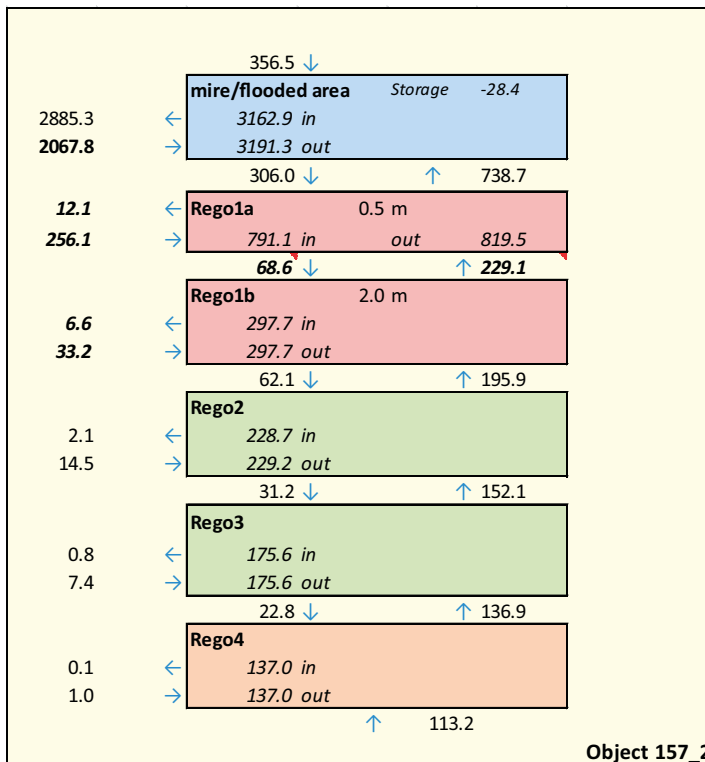 356.5 ↓
mire/flooded area Storage -28.4
2885.3 ← 3162.9 in
2067.8 → 3191.3 out
306.0 ↓ ↑ 738.7
12.1 ← Rego1a 0.5 m
256.1 → 791.1 in out 819.5
68.6 ↓ ↑ 229.1
Rego1b 2.0 m
6.6 ← 297.7 in
33.2 → 297.7 out
62.1 ↓ ↑ 195.9
Rego2
2.1 ← 228.7 in
14.5 → 229.2 out
31.2 ↓ ↑ 152.1
Rego3
0.8 ← 175.6 in
7.4 → 175.6 out
22.8 ↓ ↑ 136.9
Rego4
0.1 ← 137.0 in
1.0 → 137.0 out
↑ 113.2
Object 157_2